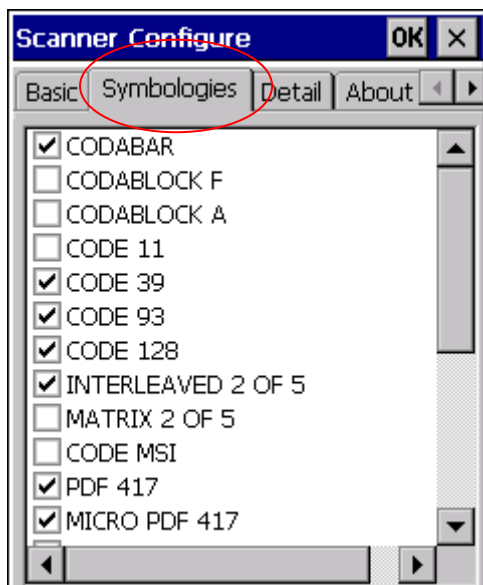 Scanner Configure OK
Basic Symbologies Detail About
CODABAR
CODABLOCK F
CODABLOCK A
CODE 11
CODE 39
CODE 93
CODE 128
INTERLEAVED 2 OF 5
MATRIX 2 OF 5
CODE MSI
PDF 417
MICRO PDF 417